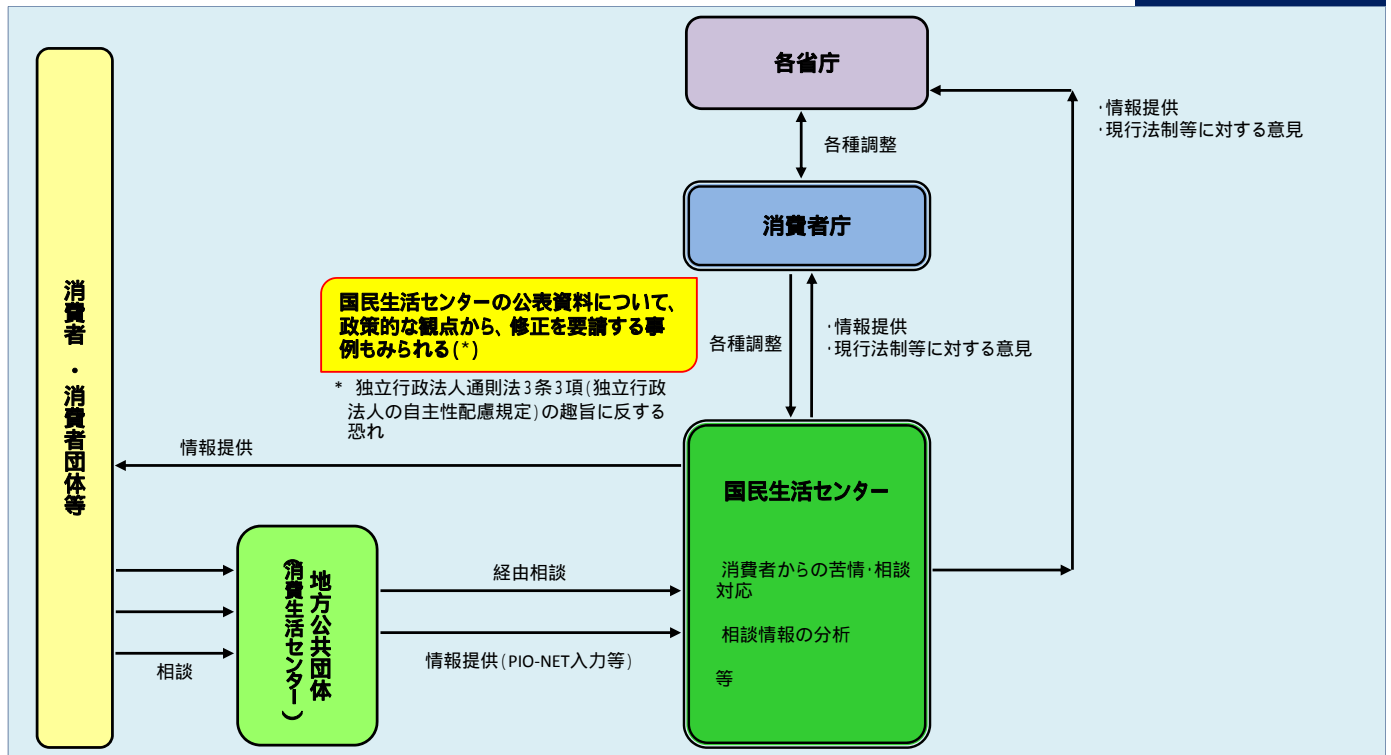 各省庁
・情報提供
・現行法制等に対する意見
各種調整
消費者庁
国民生活センターの公表資料について、
政策的な観点から、修正を要請する事
例もみられる(*)
* 独立行政法人通則法3条3項(独立行政
法人の自主性配慮規定)の趣旨に反する
恐れ
各種調整
・情報提供
・現行法制等に対する意見
消費者・消費者団体等
情報提供
国民生活センター
消費者からの苦情・相談
対応
相談情報の分析
等
地方公共団体
(消費生活センター)
経由相談
情報提供(PIO-NET入力等)
相談